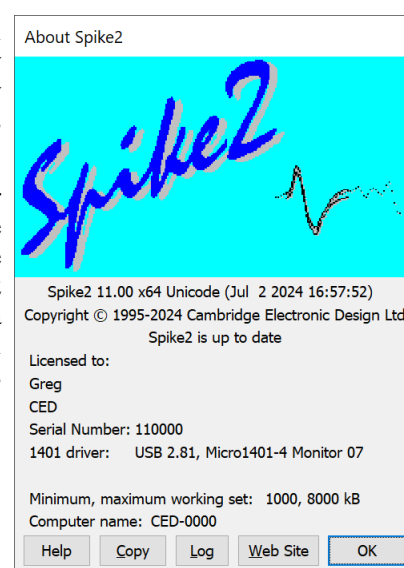 About Spike2
Spike2
Spike2 11.00 x64 Unicode (Jul 2 2024 16:57:52)
Copyright © 1995-2024 Cambridge Electronic Design Ltd
Spike2 is up to date
Licensed to:
Greg
CED
Serial Number: 110000
1401 driver: USB 2.81, Micro1401-4 Monitor 07
Minimum, maximum working set: 1000, 8000 kB
Computer name: CED-0000
Help Copy Log Web Site OK